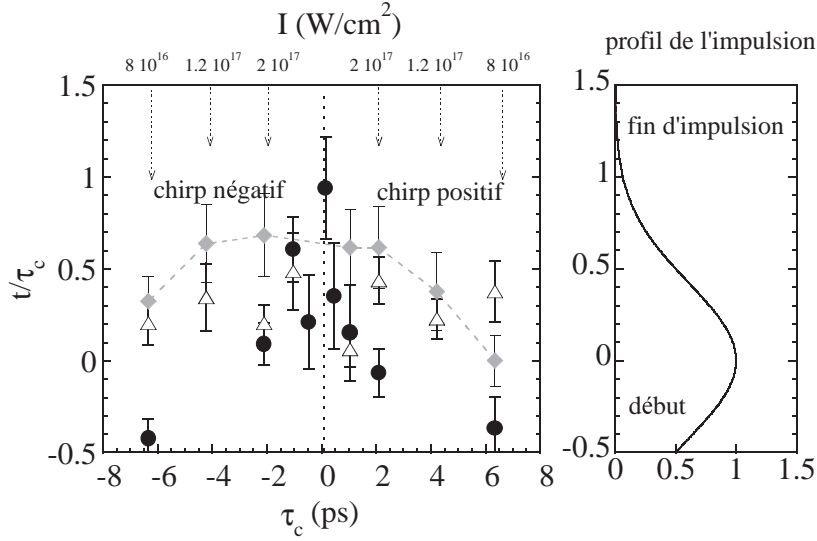 I (W/cm²)
profil de l'impulsion
8 10¹⁶ 1.2 10¹⁷ 2 10¹⁷ 2 10¹⁷ 1.2 10¹⁷ 8 10¹⁶
1.5
1
0.5
0
-0.5
t/τc
chirp négatif
chirp positif
-8 -6 -4 -2 0 2 4 6 8
τc (ps)
1.5
1
0.5
0
-0.5
fin d'impulsion
début
0 0.5 1 1.5